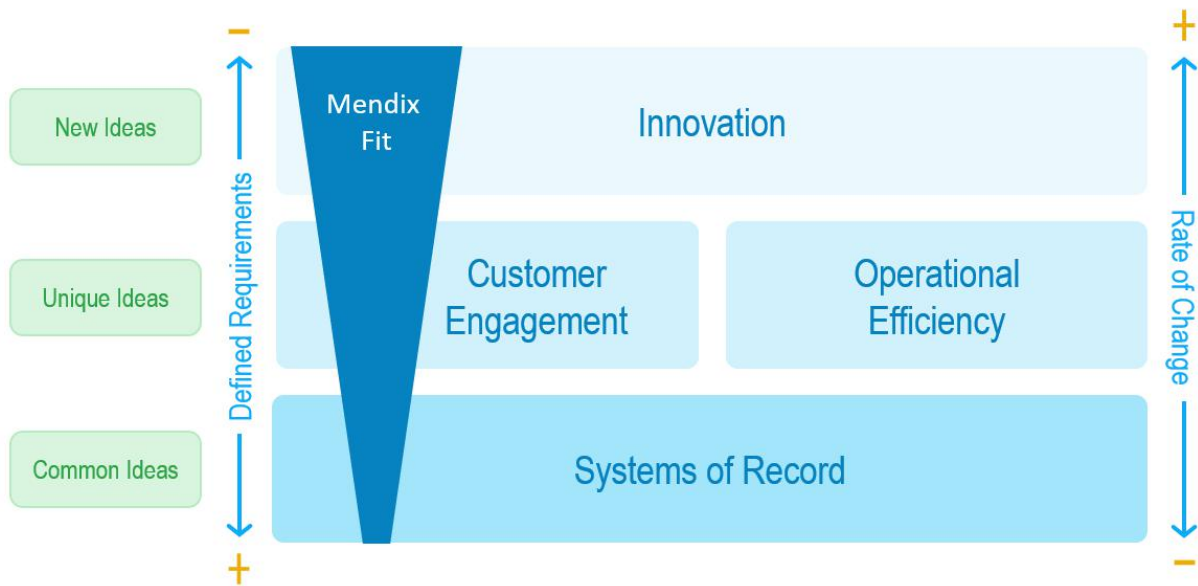 −
+
Mendix
Fit
Innovation
New Ideas
Defined Requirements
Rate of Change
Customer
Engagement
Operational
Efficiency
Unique Ideas
Systems of Record
Common Ideas
+
−